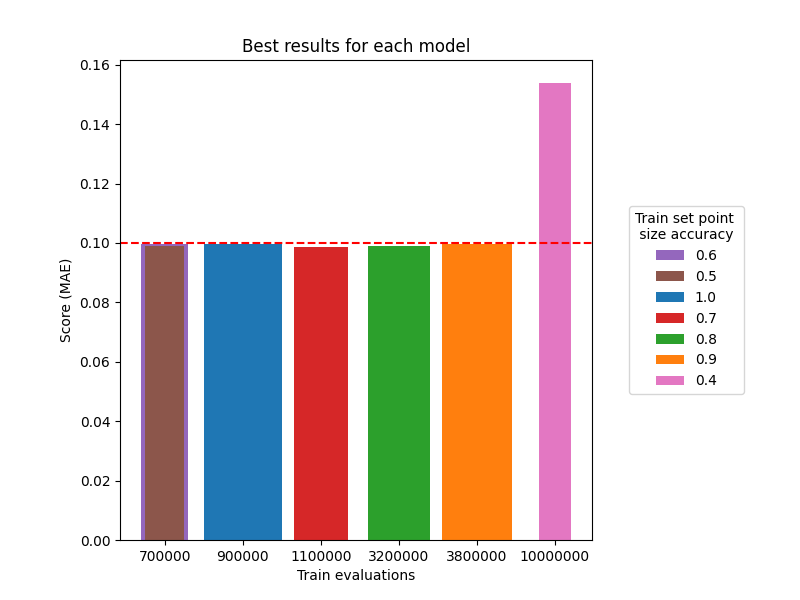 Best results for each model
0.16
0.14
0.12
0.10
0.08
0.06
0.04
0.02
0.00
Score (MAE)
700000 900000 1100000 3200000 3800000 10000000
Train evaluations
Train set point
size accuracy
0.6
0.5
1.0
0.7
0.8
0.9
0.4